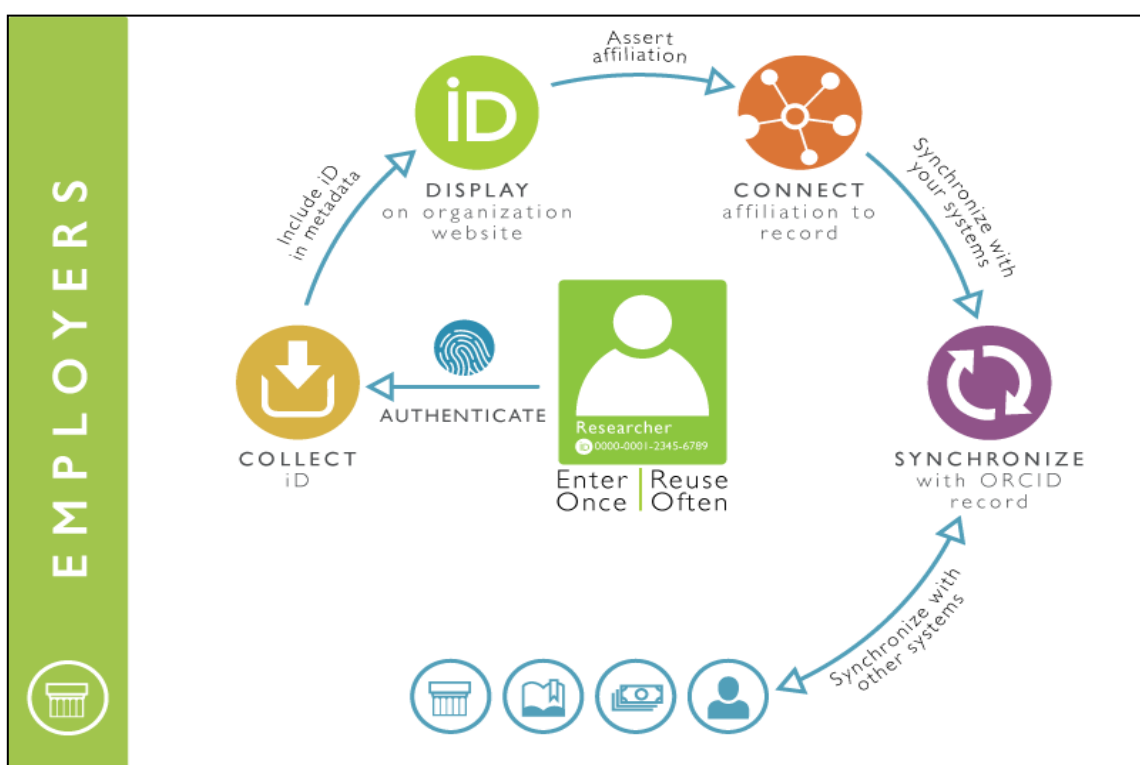 EMPLOYERS
Assert
affiliation
iD
DISPLAY
on organization
website
CONNECT
affiliation to
record
Include iD
in metadata
Synchronize with
your systems
AUTHENTICATE
COLLECT
iD
Researcher
iD 0000-0001-2345-6789
Enter Once
Reuse Often
SYNCHRONIZE
with ORCID
record
Synchronize with
other systems